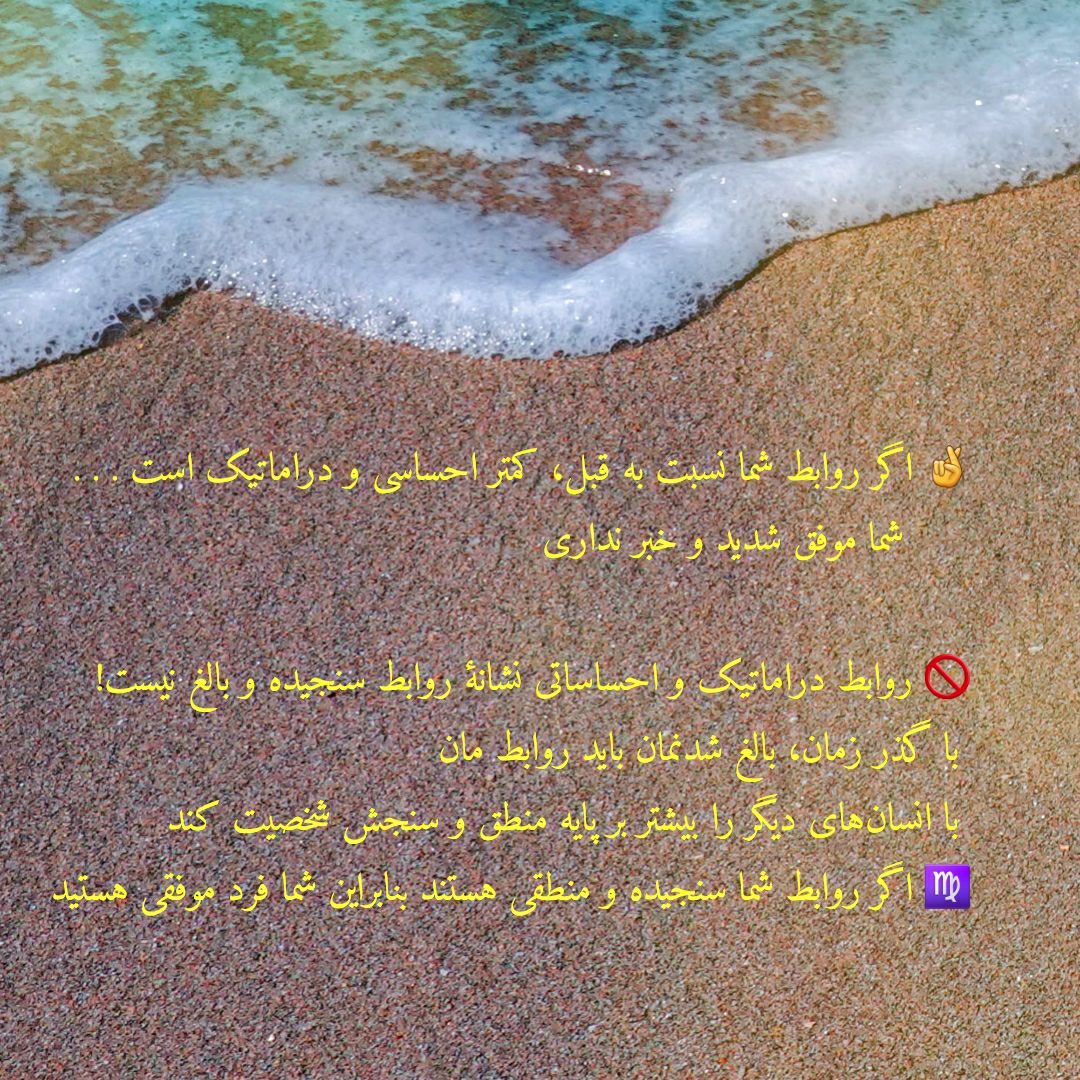 🤞 اگر روابط شما نسبت به قبل، کمتر احساسی و دراماتیک است . . .
شما موفق شدید و خبر نداری
🚫 روابط دراماتیک و احساساتی نشانهٔ روابط سنجیده و بالغ نیست!
با گذر زمان، بالغ شدنمان باید روابط مان
با انسان‌های دیگر را بیشتر بر پایه منطق و سنجش شخصیت کند
♍ اگر روابط شما سنجیده و منطقی هستند بنابراین شما فرد موفقی هستید